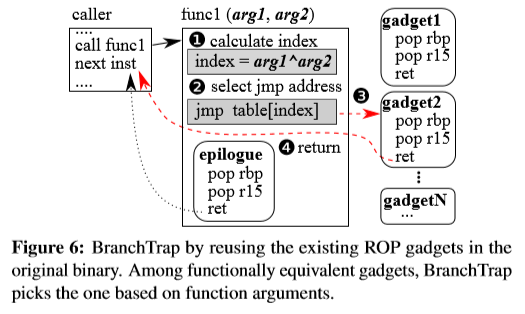 caller
....
call func1
next inst
....
func1 (arg1, arg2)
❶ calculate index
index = arg1^arg2
❷ select jmp address
jmp table[index]
❸
epilogue
pop rbp
pop r15
ret
❹ return
gadget1
pop rbp
pop r15
ret
gadget2
pop rbp
pop r15
ret
⋮
gadgetN
...
Figure 6: BranchTrap by reusing the existing ROP gadgets in the
original binary. Among functionally equivalent gadgets, BranchTrap
picks the one based on function arguments.